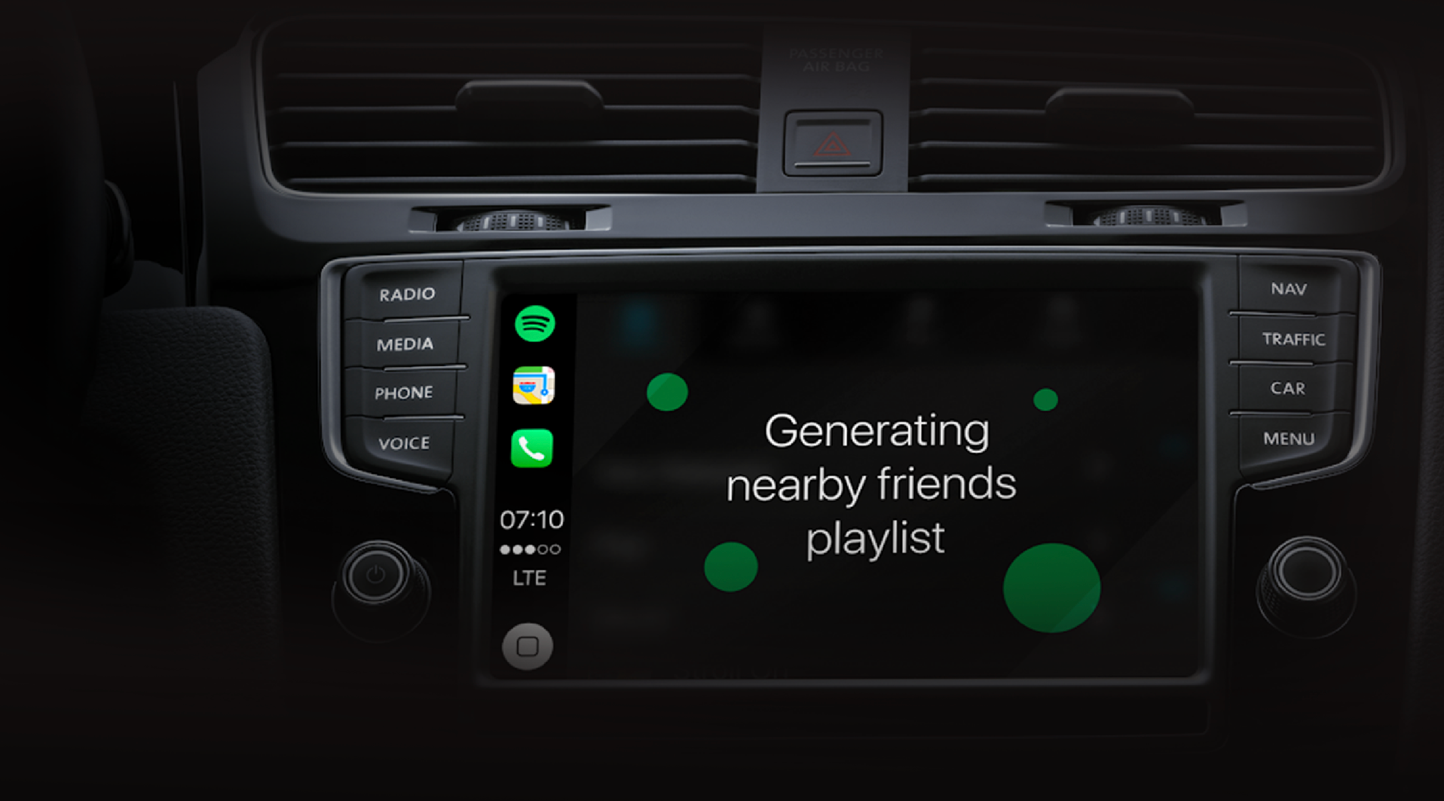 PASSENGER
AIR BAG
RADIO
MEDIA
PHONE
VOICE
07:10
LTE
Generating
nearby friends
playlist
NAV
TRAFFIC
CAR
MENU